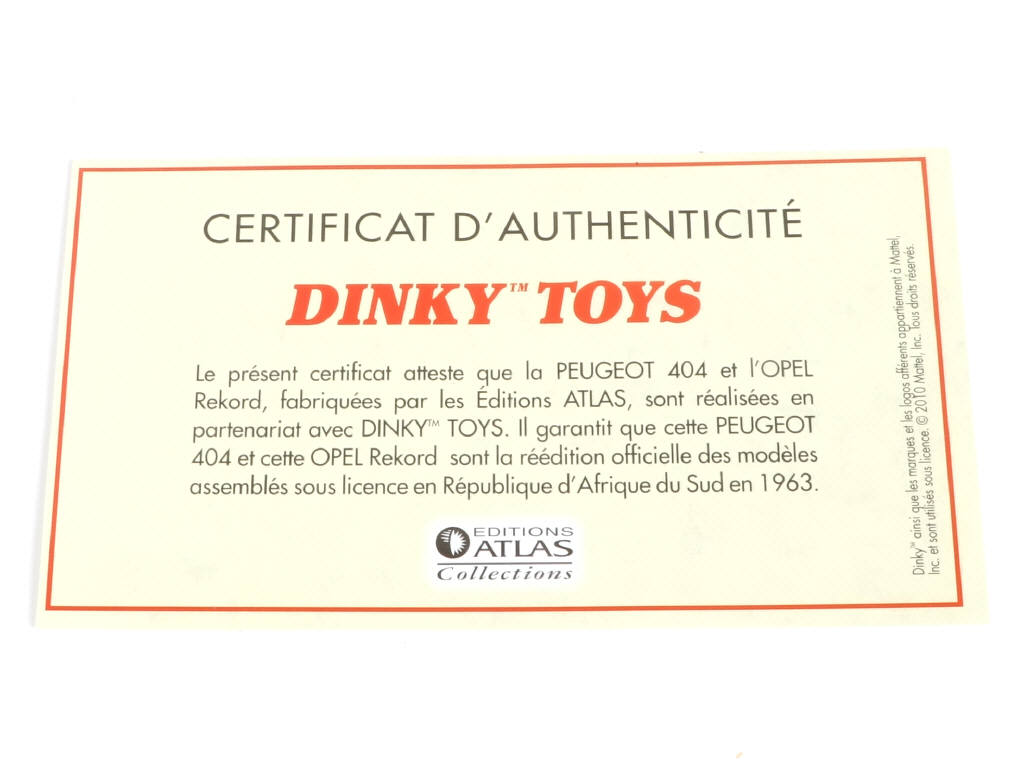 CERTIFICAT D'AUTHENTICITÉ
DINKY™ TOYS
Le présent certificat atteste que la PEUGEOT 404 et l'OPEL
Rekord, fabriquées par les Éditions ATLAS, sont réalisées en
partenariat avec DINKY™ TOYS. Il garantit que cette PEUGEOT
404 et cette OPEL Rekord sont la réédition officielle des modèles
assemblés sous licence en République d'Afrique du Sud en 1963.
EDITIONS
ATLAS
Collections
Dinky™ ainsi que les marques et les logos afférents appartiennent à Mattel,
Inc. et sont utilisés sous licence. © 2010 Mattel, Inc. Tous droits réservés.